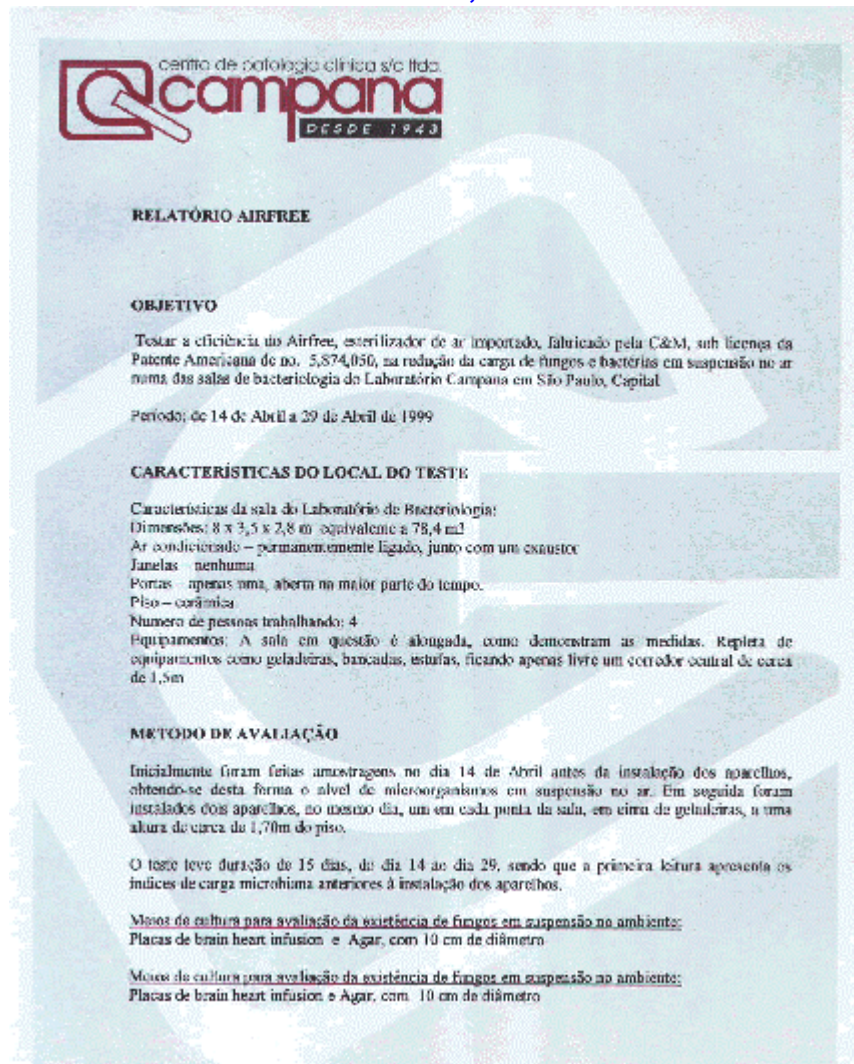 centro de patologia clínica s/c ltda.
campana
DESDE 1943
RELATÓRIO AIRFREE
OBJETIVO
Testar a eficiência do Airfree, esterilizador de ar importado, fabricado pela C&M, sub licença da
Patente Americana de no. 5,874,050, na redução da carga de fungos e bactérias em suspensão no ar
numa das salas de bacteriologia do Laboratório Campana em São Paulo, Capital
Período: de 14 de Abril a 29 de Abril de 1999
CARACTERÍSTICAS DO LOCAL DO TESTE
Características da sala do Laboratório de Bacteriologia:
Dimensões: 8 x 3,5 x 2,8 m equivalente a 78,4 m3
Ar condicionado – permanentemente ligado, junto com um exaustor
Janelas – nenhuma
Portas – apenas uma, aberta na maior parte do tempo.
Piso – cerâmica
Numero de pessoas trabalhando: 4
Equipamentos: A sala em questão é alongada, como demonstram as medidas. Repleta de
equipamentos como geladeiras, bancadas, estufas, ficando apenas livre um corredor central de cerca
de 1,5m
METODO DE AVALIAÇÃO
Inicialmente foram feitas amostragens no dia 14 de Abril antes da instalação dos aparelhos,
obtendo-se desta forma o nível de microorganismos em suspensão no ar. Em seguida foram
instalados dois aparelhos, no mesmo dia, um em cada ponta da sala, em cima de geladeiras, a uma
altura de cerca de 1,70m do piso.
O teste teve duração de 15 dias, do dia 14 ao dia 29, sendo que a primeira leitura apresenta os
índices de carga microbiana anteriores à instalação dos aparelhos.
Meios de cultura para avaliação da existência de fungos em suspensão no ambiente:
Placas de brain heart infusion e Agar, com 10 cm de diâmetro
Meios de cultura para avaliação da existência de fungos em suspensão no ambiente:
Placas de brain heart infusion e Agar, com 10 cm de diâmetro